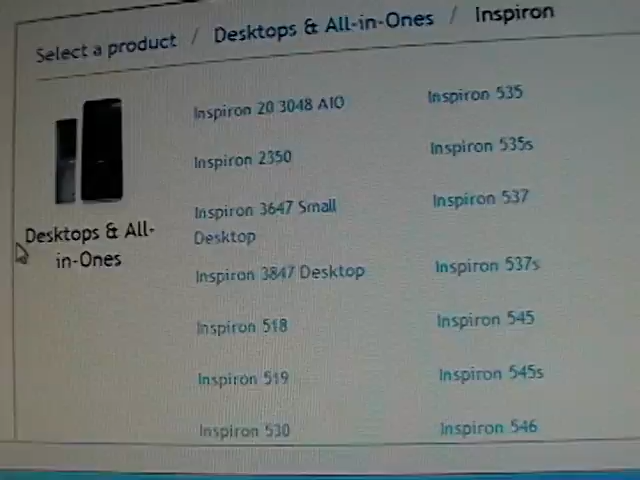 Select a product / Desktops & All-in-Ones / Inspiron
Desktops & All-
in-Ones
Inspiron 20 3048 AIO
Inspiron 2350
Inspiron 3647 Small
Desktop
Inspiron 3847 Desktop
Inspiron 518
Inspiron 519
Inspiron 530
Inspiron 535
Inspiron 535s
Inspiron 537
Inspiron 537s
Inspiron 545
Inspiron 545s
Inspiron 546